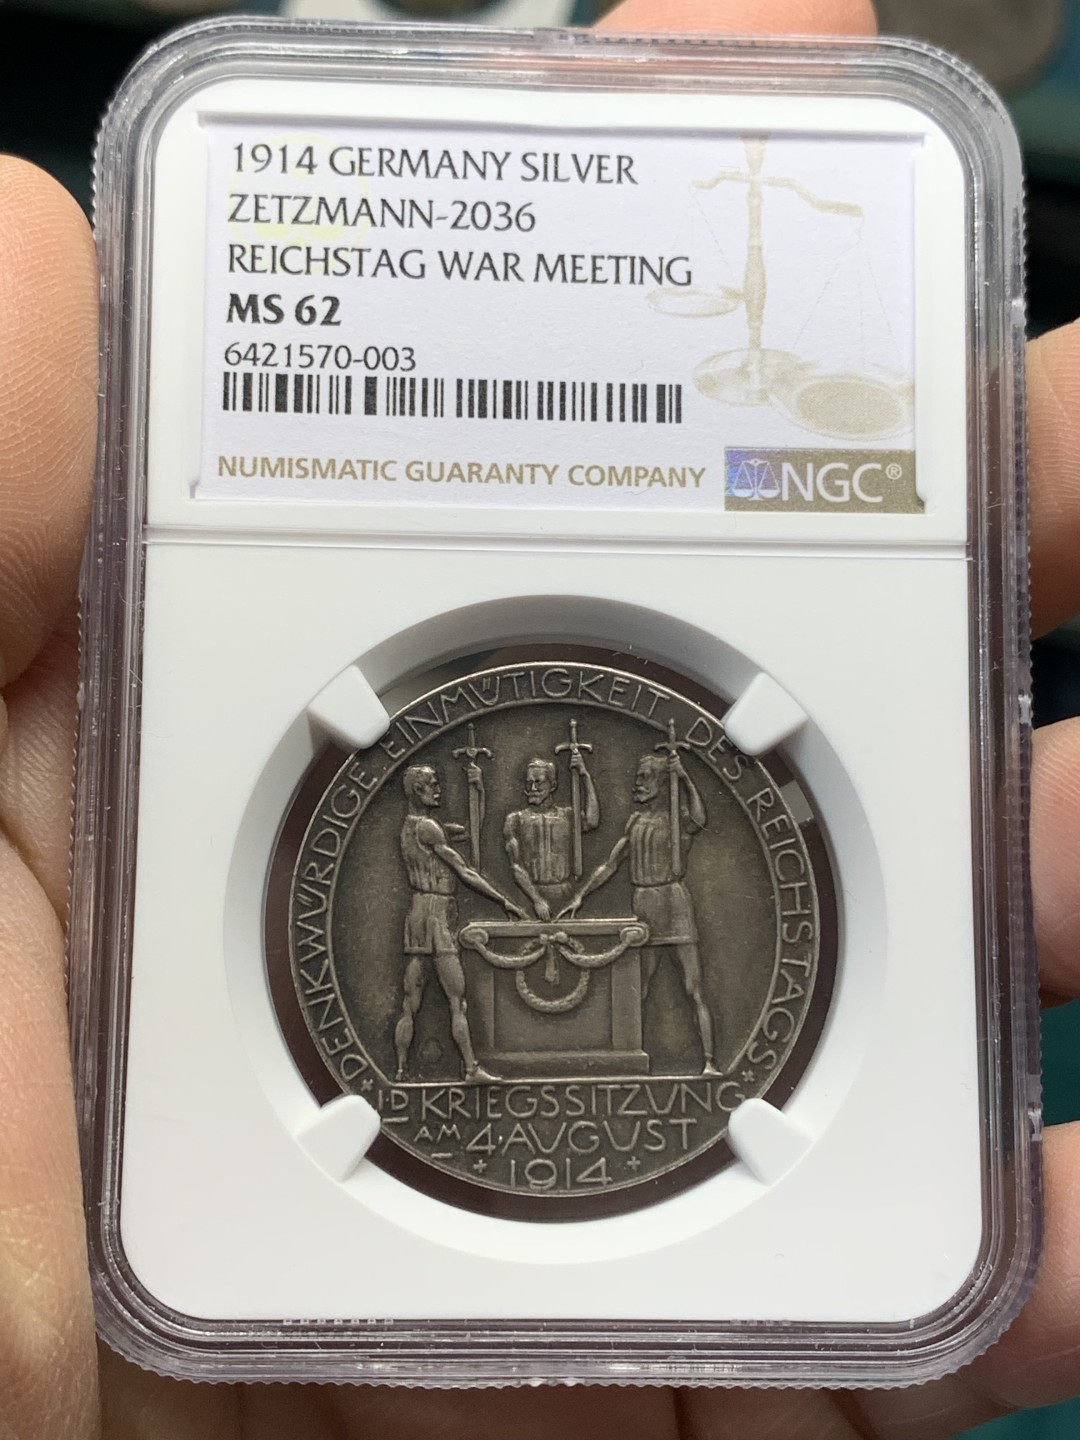 1914 GERMANY SILVER
ZETZMANN-2036
REICHSTAG WAR MEETING
MS 62
6421570-003
NUMISMATIC GUARANTY COMPANY
NGC®
DENKWÜRDIGE EINMÜTIGKEIT DES REICHSTAGS
I·D KRIEGSSITZUNG
AM 4 AUGUST
1914